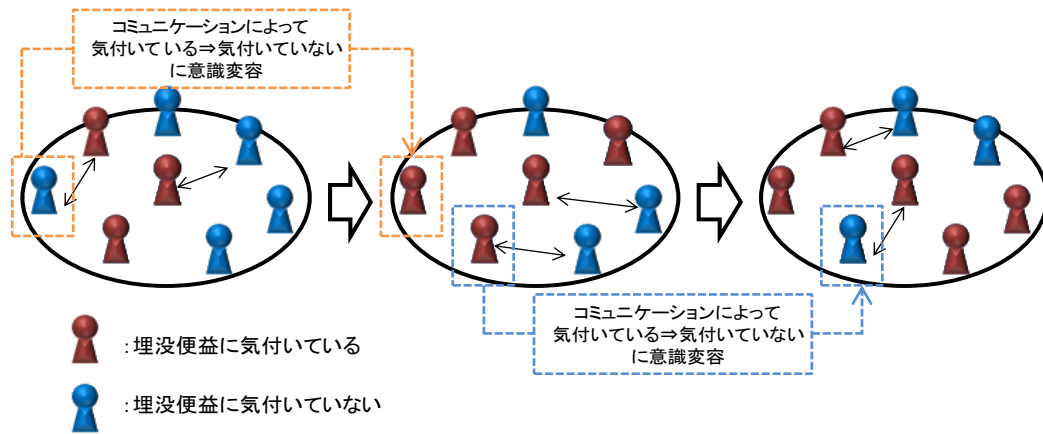 コミュニケーションによって
気付いている⇒気付いていない
に意識変容
コミュニケーションによって
気付いている⇒気付いていない
に意識変容
：埋没便益に気付いている
：埋没便益に気付いていない